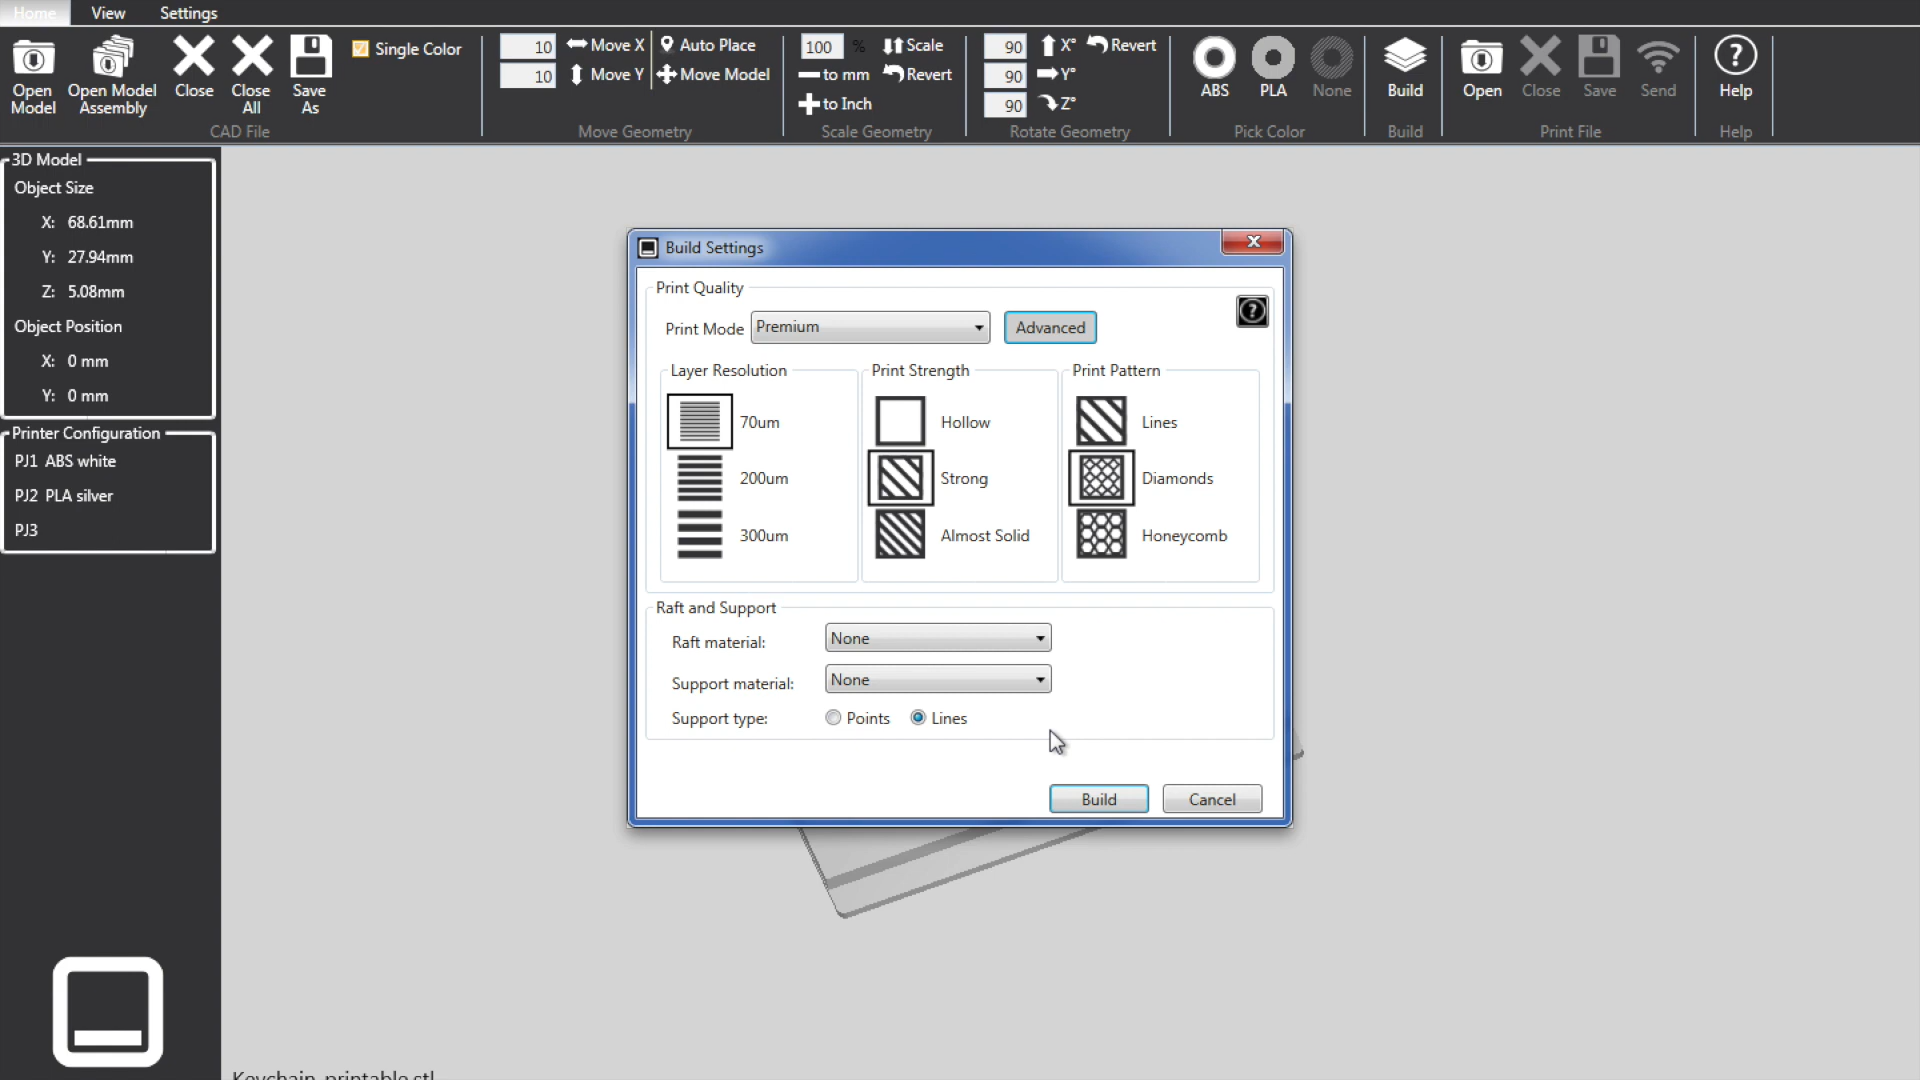 Home View Settings
Open Model
Open Model Assembly
Close
Close All
Save As
Single Color
CAD File
10 Move X
10 Move Y
Auto Place
Move Model
Move Geometry
100 % Scale
to mm Revert
to Inch
Scale Geometry
90 X° Revert
90 Y°
90 Z°
Rotate Geometry
ABS PLA None
Pick Color
Build
Build
Open Close Save Send
Print File
Help
Help
3D Model
Object Size
X: 68.61mm
Y: 27.94mm
Z: 5.08mm
Object Position
X: 0 mm
Y: 0 mm
Printer Configuration
PJ1 ABS white
PJ2 PLA silver
PJ3
Build Settings
Print Quality
Print Mode Premium Advanced
Layer Resolution
70um
200um
300um
Print Strength
Hollow
Strong
Almost Solid
Print Pattern
Lines
Diamonds
Honeycomb
Raft and Support
Raft material: None
Support material: None
Support type: Points Lines
Build Cancel
Keychain_printable.stl